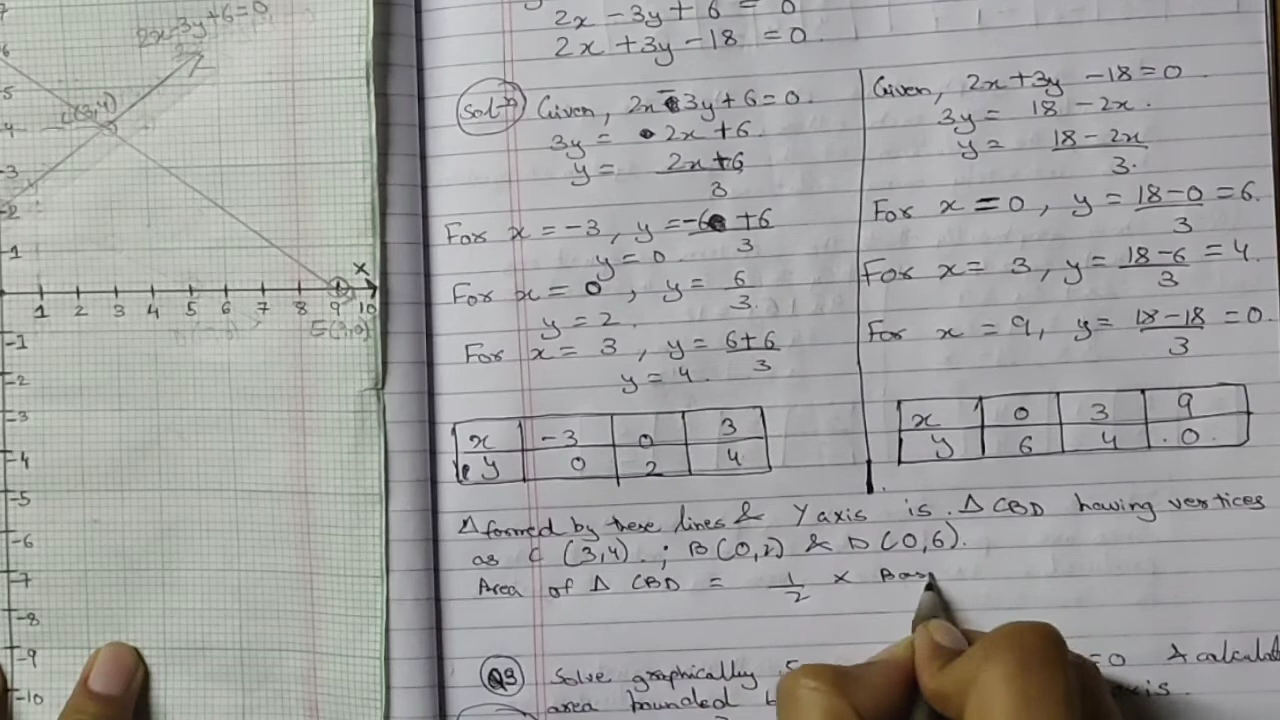 2x-3y+6=0
(3,4)
7
6
5
4
3
2
1
X
1 2 3 4 5 6 7 8 9 10
-1
-2
-3
-4
-5
-6
-7
-8
-9
-10
2x - 3y + 6 = 0
2x + 3y - 18 = 0
Sol→ Given, 2x - 3y + 6 = 0.
3y = 2x + 6
y = 2x + 6 / 3
For x = -3, y = -6 + 6 / 3
y = 0
For x = 0, y = 6 / 3
y = 2.
For x = 3, y = 6+6 / 3
y = 4.
x -3 0 3
y 0 2 4
Given, 2x + 3y - 18 = 0.
3y = 18 - 2x.
y = 18 - 2x / 3.
For x = 0, y = 18 - 0 / 3 = 6.
For x = 3, y = 18 - 6 / 3 = 4.
For x = 9, y = 18 - 18 / 3 = 0.
x 0 3 9
y 6 4 0
Δ formed by these lines & Y axis is Δ CBD having vertices
as C (3,4) ; B(0,2) & D(0,6).
Area of Δ CBD = 1/2 ×
Q3 Solve graphically =0 & calculat
area bounded axis.